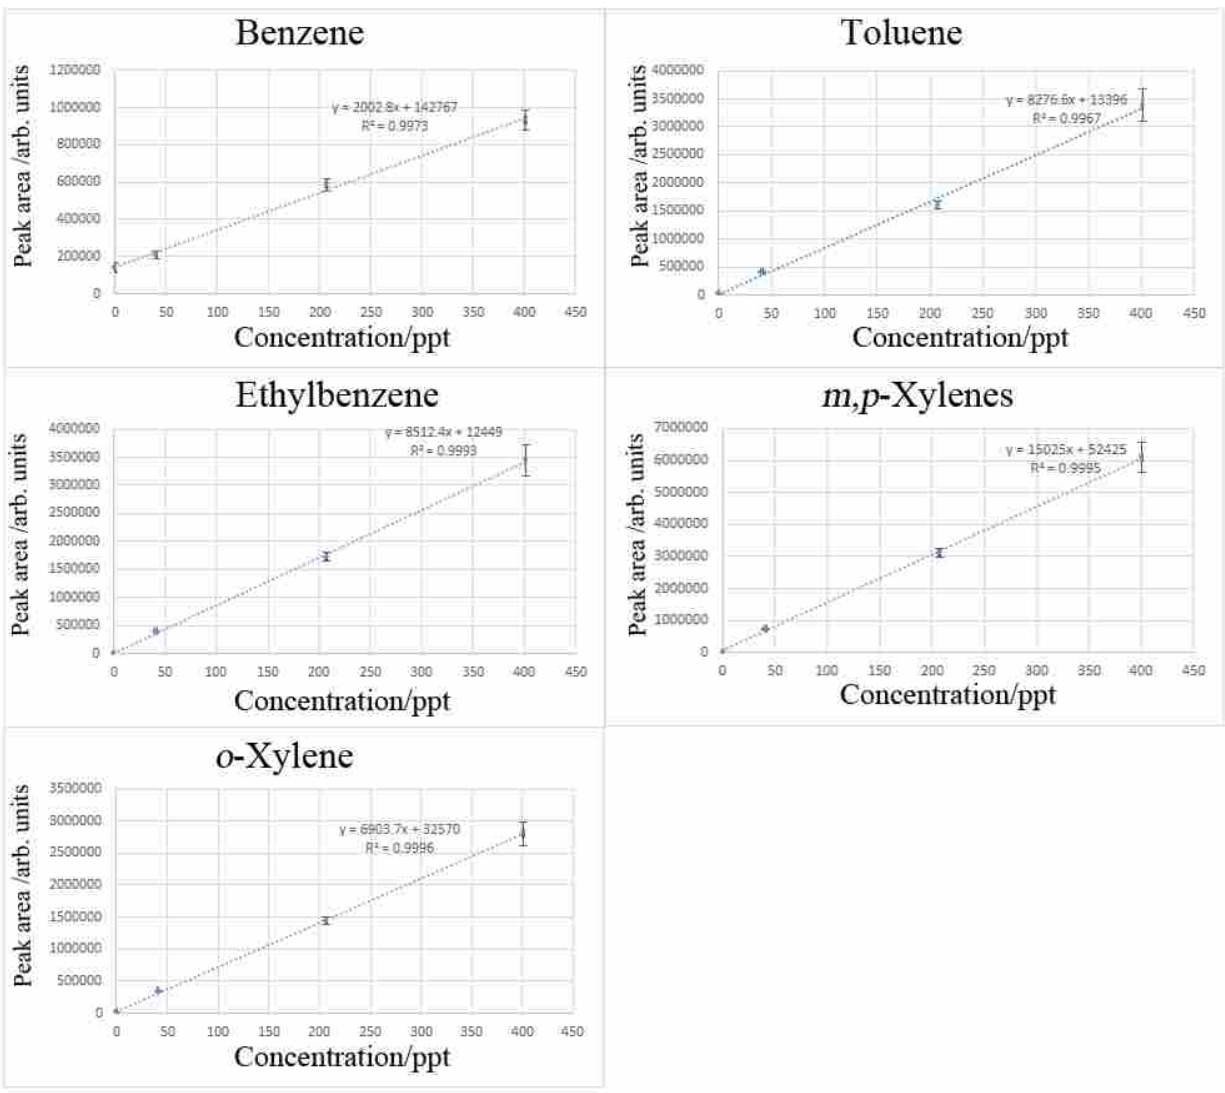 Benzene
Peak area /arb. units
1200000
1000000
800000
600000
400000
200000
0
y = 2002.8x + 142767
R² = 0.9973
0 50 100 150 200 250 300 350 400 450
Concentration/ppt
Toluene
Peak area /arb. units
4000000
3500000
3000000
2500000
2000000
1500000
1000000
500000
0
y = 8276.6x + 13396
R² = 0.9967
0 50 100 150 200 250 300 350 400 450
Concentration/ppt
Ethylbenzene
Peak area /arb. units
4000000
3500000
3000000
2500000
2000000
1500000
1000000
500000
0
y = 8512.4x + 12449
R² = 0.9993
0 50 100 150 200 250 300 350 400 450
Concentration/ppt
m,p-Xylenes
Peak area /arb. units
7000000
6000000
5000000
4000000
3000000
2000000
1000000
0
y = 15025x + 52425
R² = 0.9995
0 50 100 150 200 250 300 350 400 450
Concentration/ppt
o-Xylene
Peak area /arb. units
3500000
3000000
2500000
2000000
1500000
1000000
500000
0
y = 6903.7x + 32570
R² = 0.9996
0 50 100 150 200 250 300 350 400 450
Concentration/ppt